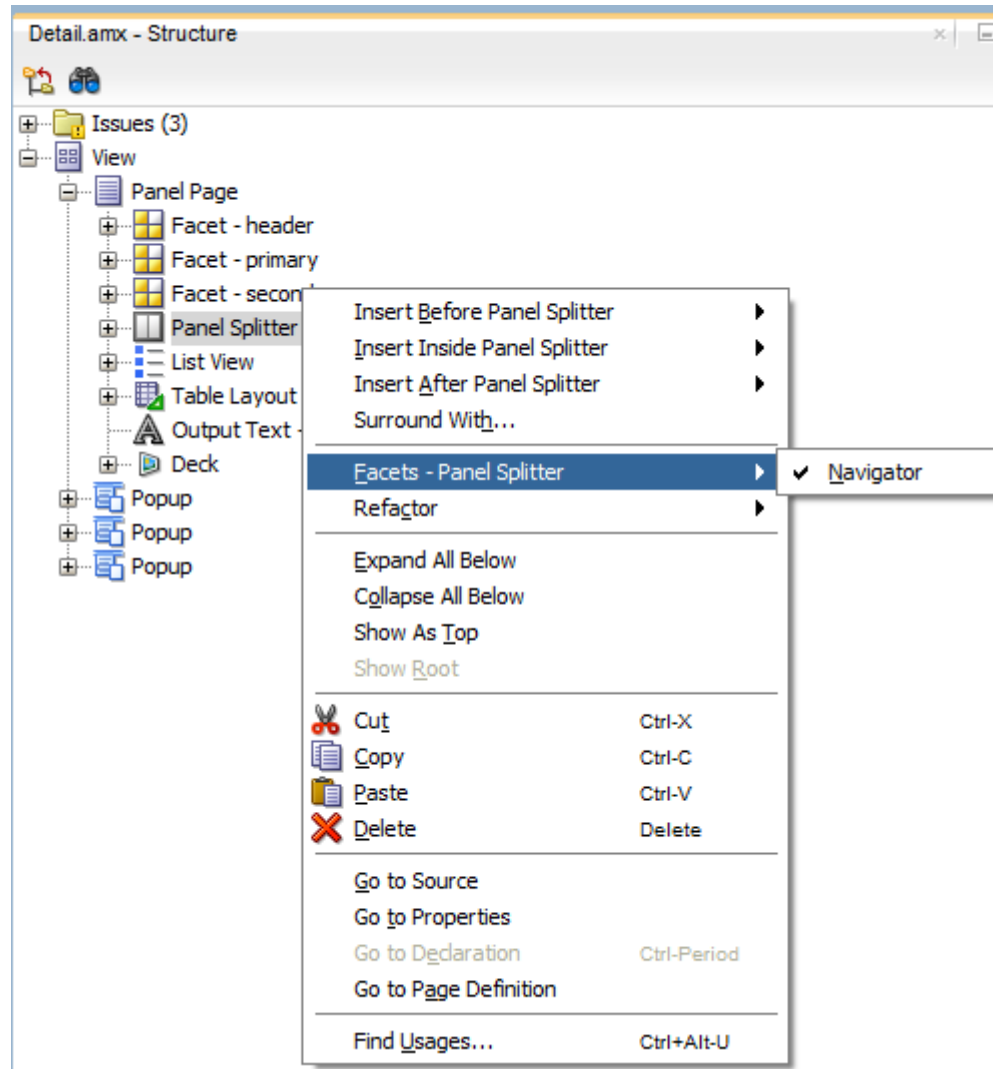 Detail.amx - Structure
Issues (3)
View
Panel Page
Facet - header
Facet - primary
Facet - second
Panel Splitter
List View
Table Layout
Output Text -
Deck
Popup
Popup
Popup
Insert Before Panel Splitter
Insert Inside Panel Splitter
Insert After Panel Splitter
Surround With...
Facets - Panel Splitter
Navigator
Refactor
Expand All Below
Collapse All Below
Show As Top
Show Root
Cut Ctrl-X
Copy Ctrl-C
Paste Ctrl-V
Delete Delete
Go to Source
Go to Properties
Go to Declaration Ctrl-Period
Go to Page Definition
Find Usages... Ctrl+Alt-U